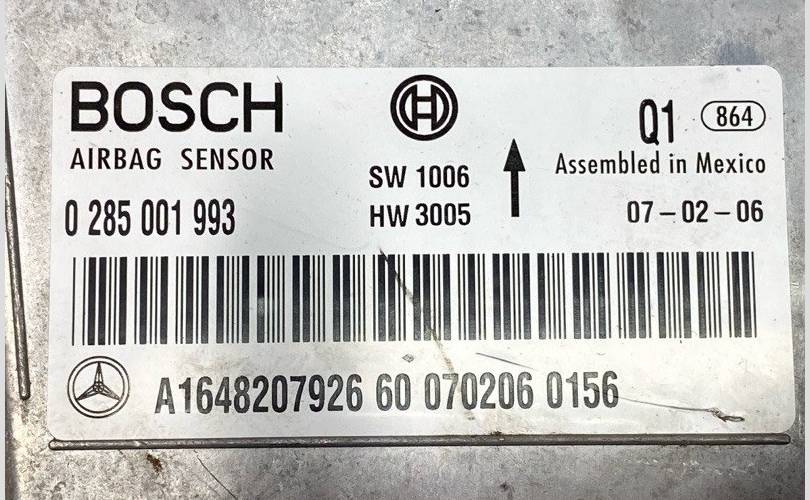 BOSCH
AIRBAG SENSOR
0 285 001 993
SW 1006
HW 3005
Q1 864
Assembled in Mexico
07-02-06
A1648207926 60 070206 0156